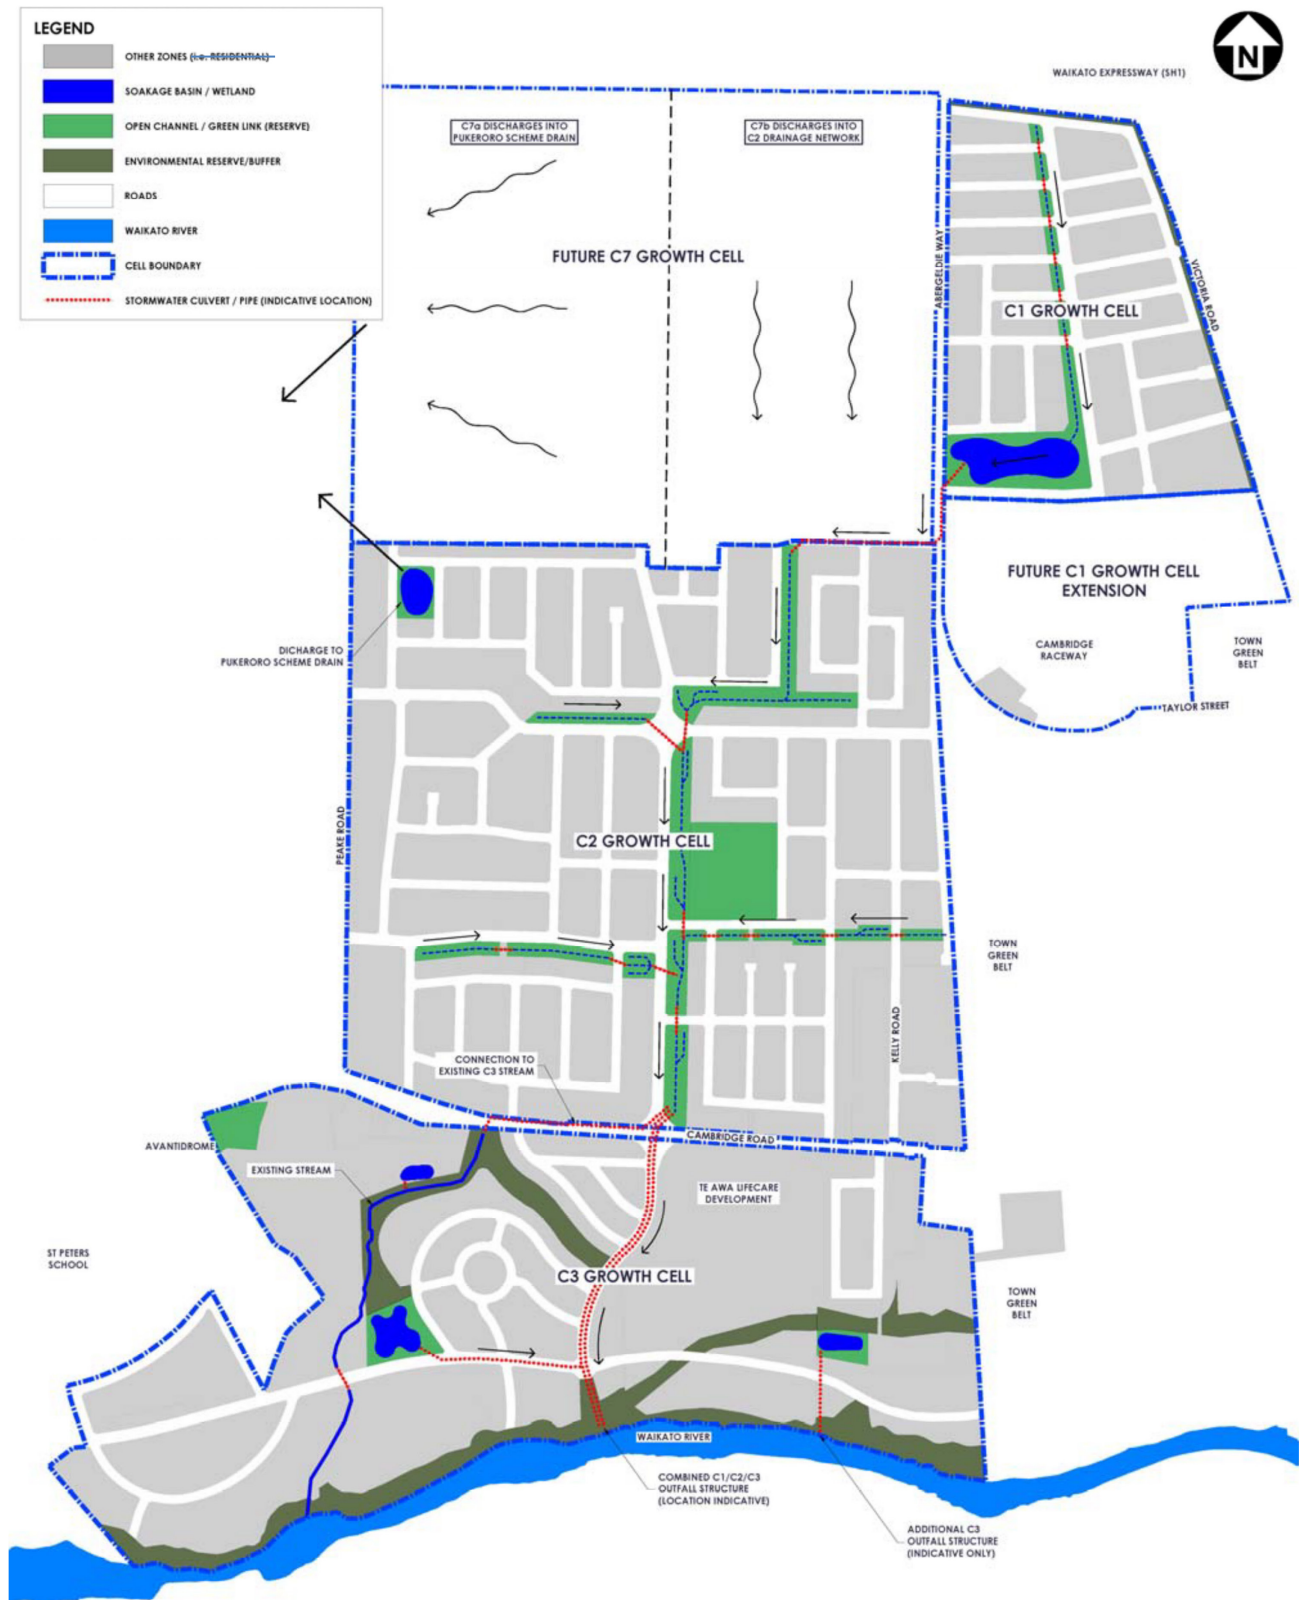 LEGEND
OTHER ZONES (i.e. RESIDENTIAL)
SOAKAGE BASIN / WETLAND
OPEN CHANNEL / GREEN LINK (RESERVE)
ENVIRONMENTAL RESERVE/BUFFER
ROADS
WAIKATO RIVER
CELL BOUNDARY
STORMWATER CULVERT / PIPE (INDICATIVE LOCATION)
N
WAIKATO EXPRESSWAY (SH1)
C7a DISCHARGES INTO
PUKERORO SCHEME DRAIN
C7b DISCHARGES INTO
C2 DRAINAGE NETWORK
FUTURE C7 GROWTH CELL
ABERGELDIE WAY
VICTORIA ROAD
C1 GROWTH CELL
FUTURE C1 GROWTH CELL
EXTENSION
CAMBRIDGE
RACEWAY
TOWN
GREEN
BELT
TAYLOR STREET
DICHARGE TO
PUKERORO SCHEME DRAIN
PEAKE ROAD
C2 GROWTH CELL
TOWN
GREEN
BELT
KELLY ROAD
CONNECTION TO
EXISTING C3 STREAM
CAMBRIDGE ROAD
AVANTIDROME
EXISTING STREAM
TE AWA LIFECARE
DEVELOPMENT
ST PETERS
SCHOOL
C3 GROWTH CELL
TOWN
GREEN
BELT
WAIKATO RIVER
COMBINED C1/C2/C3
OUTFALL STRUCTURE
(LOCATION INDICATIVE)
ADDITIONAL C3
OUTFALL STRUCTURE
(INDICATIVE ONLY)